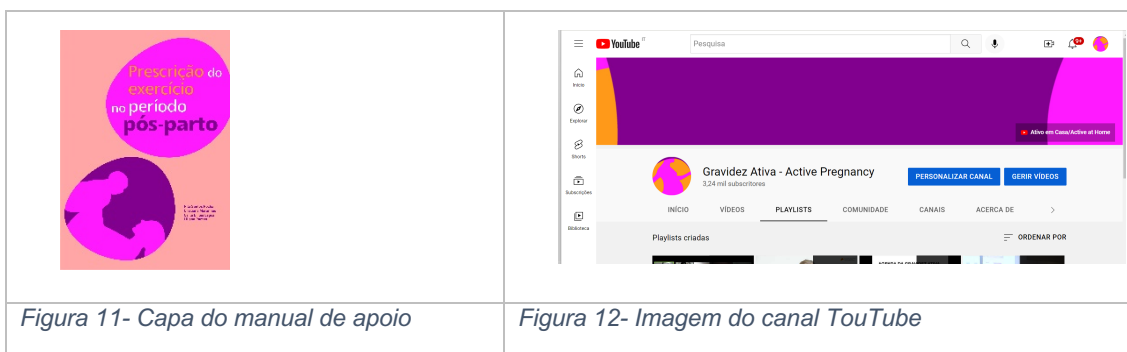 Prescrição do
exercício
no período
pós-parto
YouTube PT
Pesquisa
9+
Início
Explorar
Shorts
Subscrições
Biblioteca
Ativo em Casa/Active at Home
Gravidez Ativa - Active Pregnancy
3,24 mil subscritores
PERSONALIZAR CANAL
GERIR VÍDEOS
INÍCIO
VÍDEOS
PLAYLISTS
COMUNIDADE
CANAIS
ACERCA DE
Playlists criadas
ORDENAR POR
Figura 11- Capa do manual de apoio
Figura 12- Imagem do canal TouTube